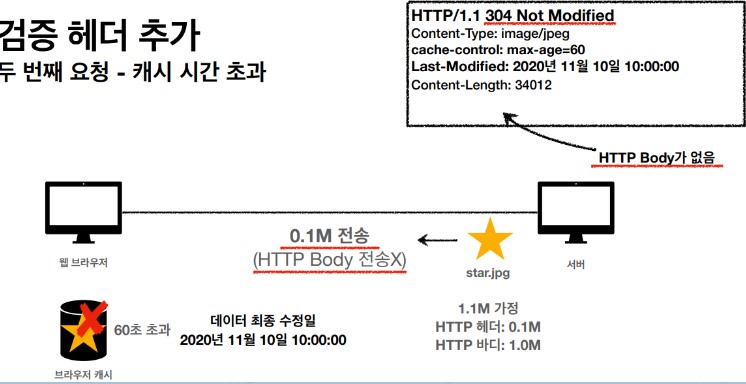 검증 헤더 추가
두 번째 요청 - 캐시 시간 초과
HTTP/1.1 304 Not Modified
Content-Type: image/jpeg
cache-control: max-age=60
Last-Modified: 2020년 11월 10일 10:00:00
Content-Length: 34012
HTTP Body가 없음
0.1M 전송
(HTTP Body 전송X)
웹 브라우저
star.jpg
서버
60초 초과
데이터 최종 수정일
2020년 11월 10일 10:00:00
1.1M 가정
HTTP 헤더: 0.1M
HTTP 바디: 1.0M
브라우저 캐시